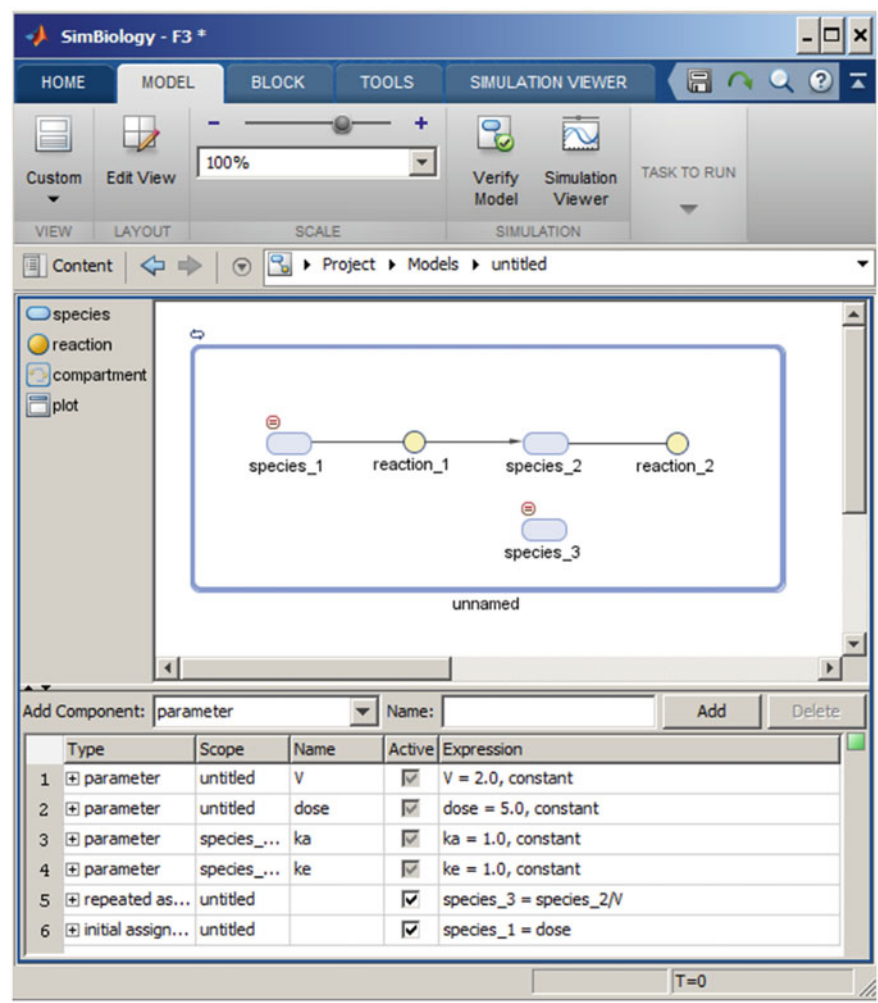 SimBiology - F3 *
HOME MODEL BLOCK TOOLS SIMULATION VIEWER
- +
100%
Custom Edit View Verify Model Simulation Viewer TASK TO RUN
VIEW LAYOUT SCALE SIMULATION
Content Project Models untitled
species
reaction
compartment
plot
species_1 reaction_1 species_2 reaction_2
species_3
unnamed
Add Component: parameter Name: Add Delete
Type Scope Name Active Expression
1 parameter untitled V V = 2.0, constant
2 parameter untitled dose dose = 5.0, constant
3 parameter species_... ka ka = 1.0, constant
4 parameter species_... ke ke = 1.0, constant
5 repeated as... untitled species_3 = species_2/V
6 initial assign... untitled species_1 = dose
T=0